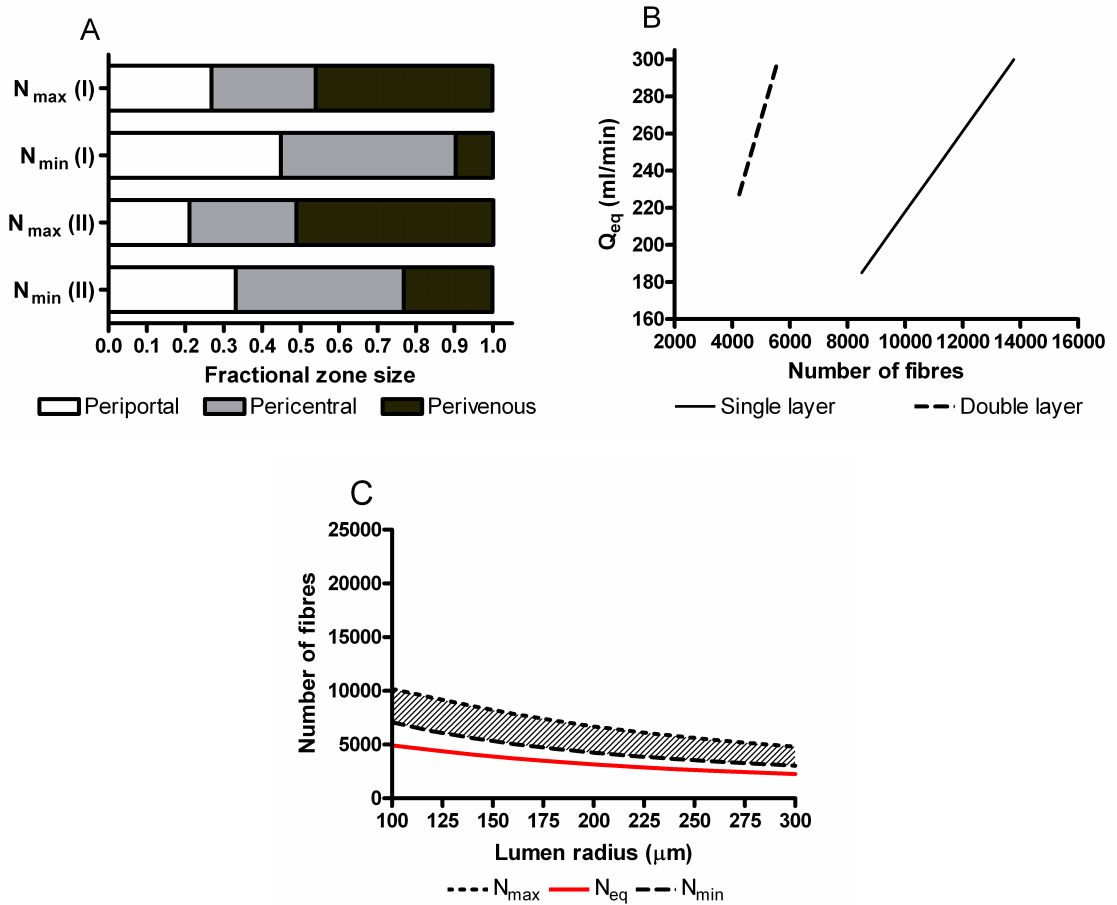 A
N max (I)
N min (I)
N max (II)
N min (II)
0.0 0.1 0.2 0.3 0.4 0.5 0.6 0.7 0.8 0.9 1.0
Fractional zone size
Periportal Pericentral Perivenous
B
Qeq (ml/min)
300
280
260
240
220
200
180
160
2000 4000 6000 8000 10000 12000 14000 16000
Number of fibres
Single layer Double layer
C
Number of fibres
25000
20000
15000
10000
5000
0
100 125 150 175 200 225 250 275 300
Lumen radius (μm)
Nmax Neq Nmin